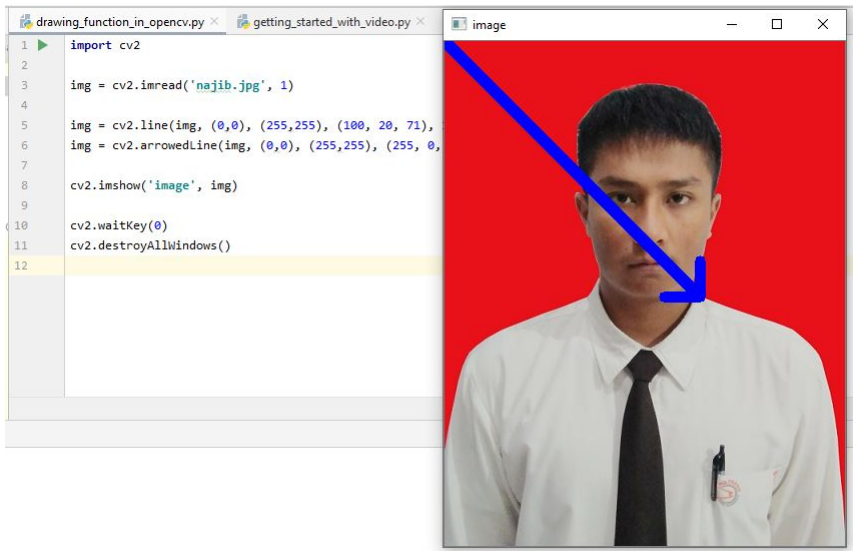 drawing_function_in_opencv.py
getting_started_with_video.py
image
1 import cv2
2
3 img = cv2.imread('najib.jpg', 1)
4
5 img = cv2.line(img, (0,0), (255,255), (100, 20, 71),
6 img = cv2.arrowedLine(img, (0,0), (255,255), (255, 0,
7
8 cv2.imshow('image', img)
9
10 cv2.waitKey(0)
11 cv2.destroyAllWindows()
12